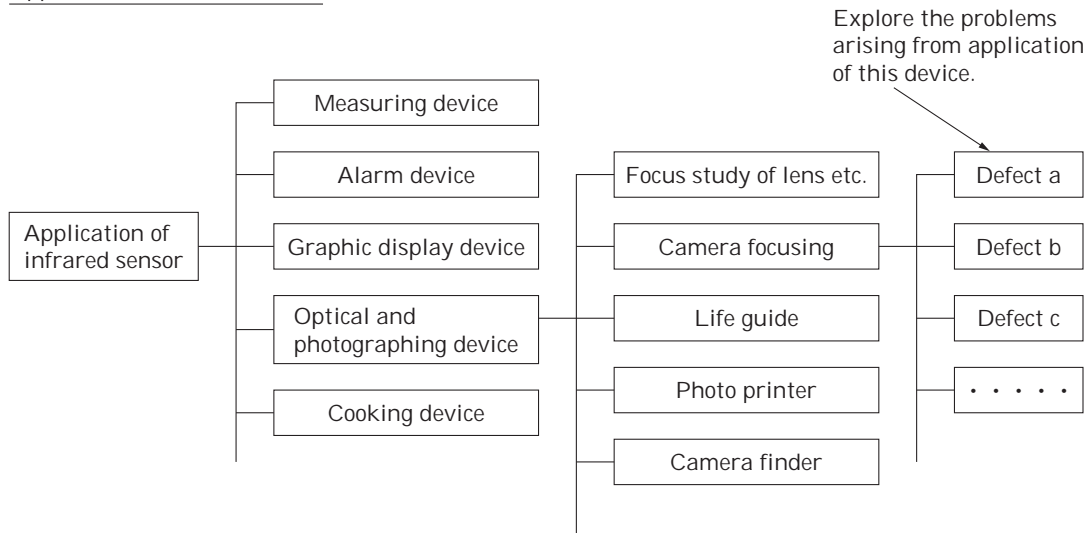 Explore the problems
arising from application
of this device.
Measuring device
Alarm device
Focus study of lens etc.
Defect a
Application of
infrared sensor
Graphic display device
Camera focusing
Defect b
Optical and
photographing device
Life guide
Defect c
Cooking device
Photo printer
・・・・・
Camera finder